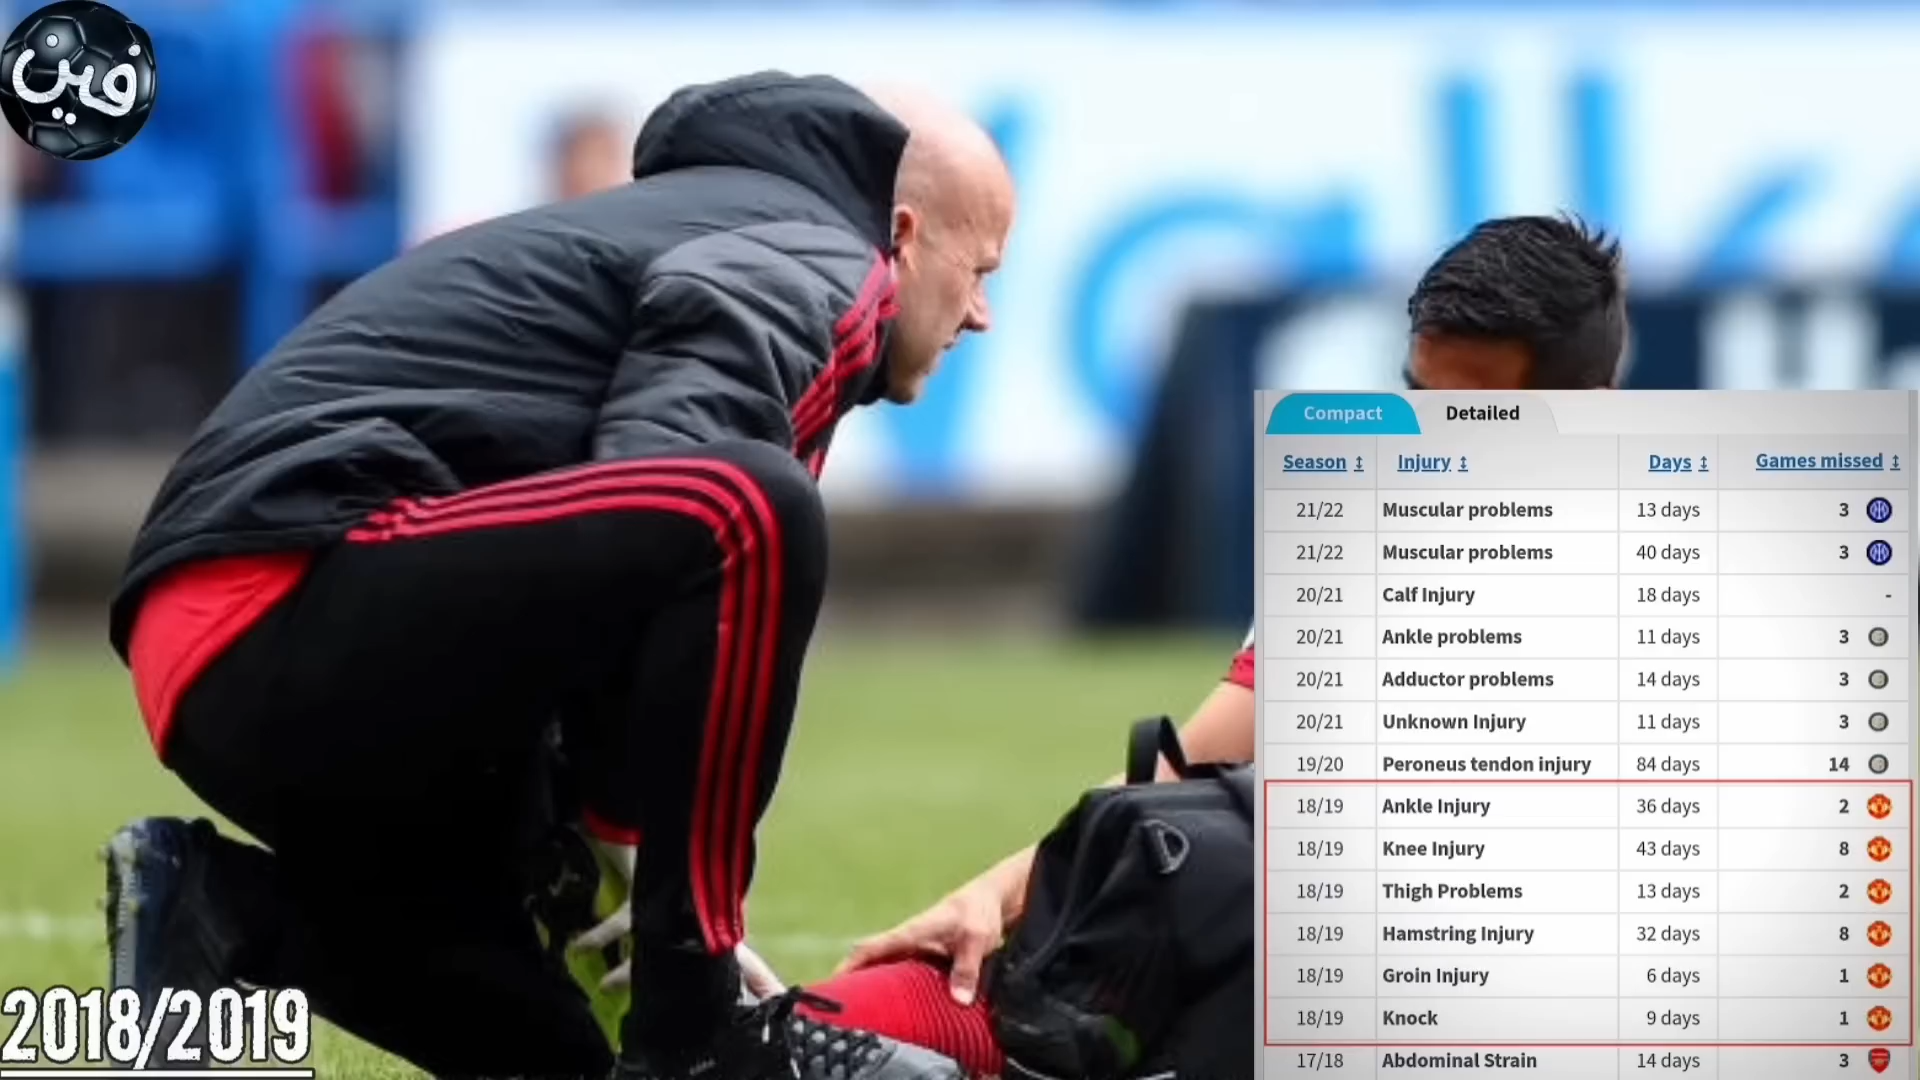 فين
Compact Detailed
Season ↕ Injury ↕ Days ↕ Games missed ↕
21/22 Muscular problems 13 days 3
21/22 Muscular problems 40 days 3
20/21 Calf Injury 18 days -
20/21 Ankle problems 11 days 3
20/21 Adductor problems 14 days 3
20/21 Unknown Injury 11 days 3
19/20 Peroneus tendon injury 84 days 14
18/19 Ankle Injury 36 days 2
18/19 Knee Injury 43 days 8
18/19 Thigh Problems 13 days 2
18/19 Hamstring Injury 32 days 8
18/19 Groin Injury 6 days 1
18/19 Knock 9 days 1
17/18 Abdominal Strain 14 days 3
2018/2019